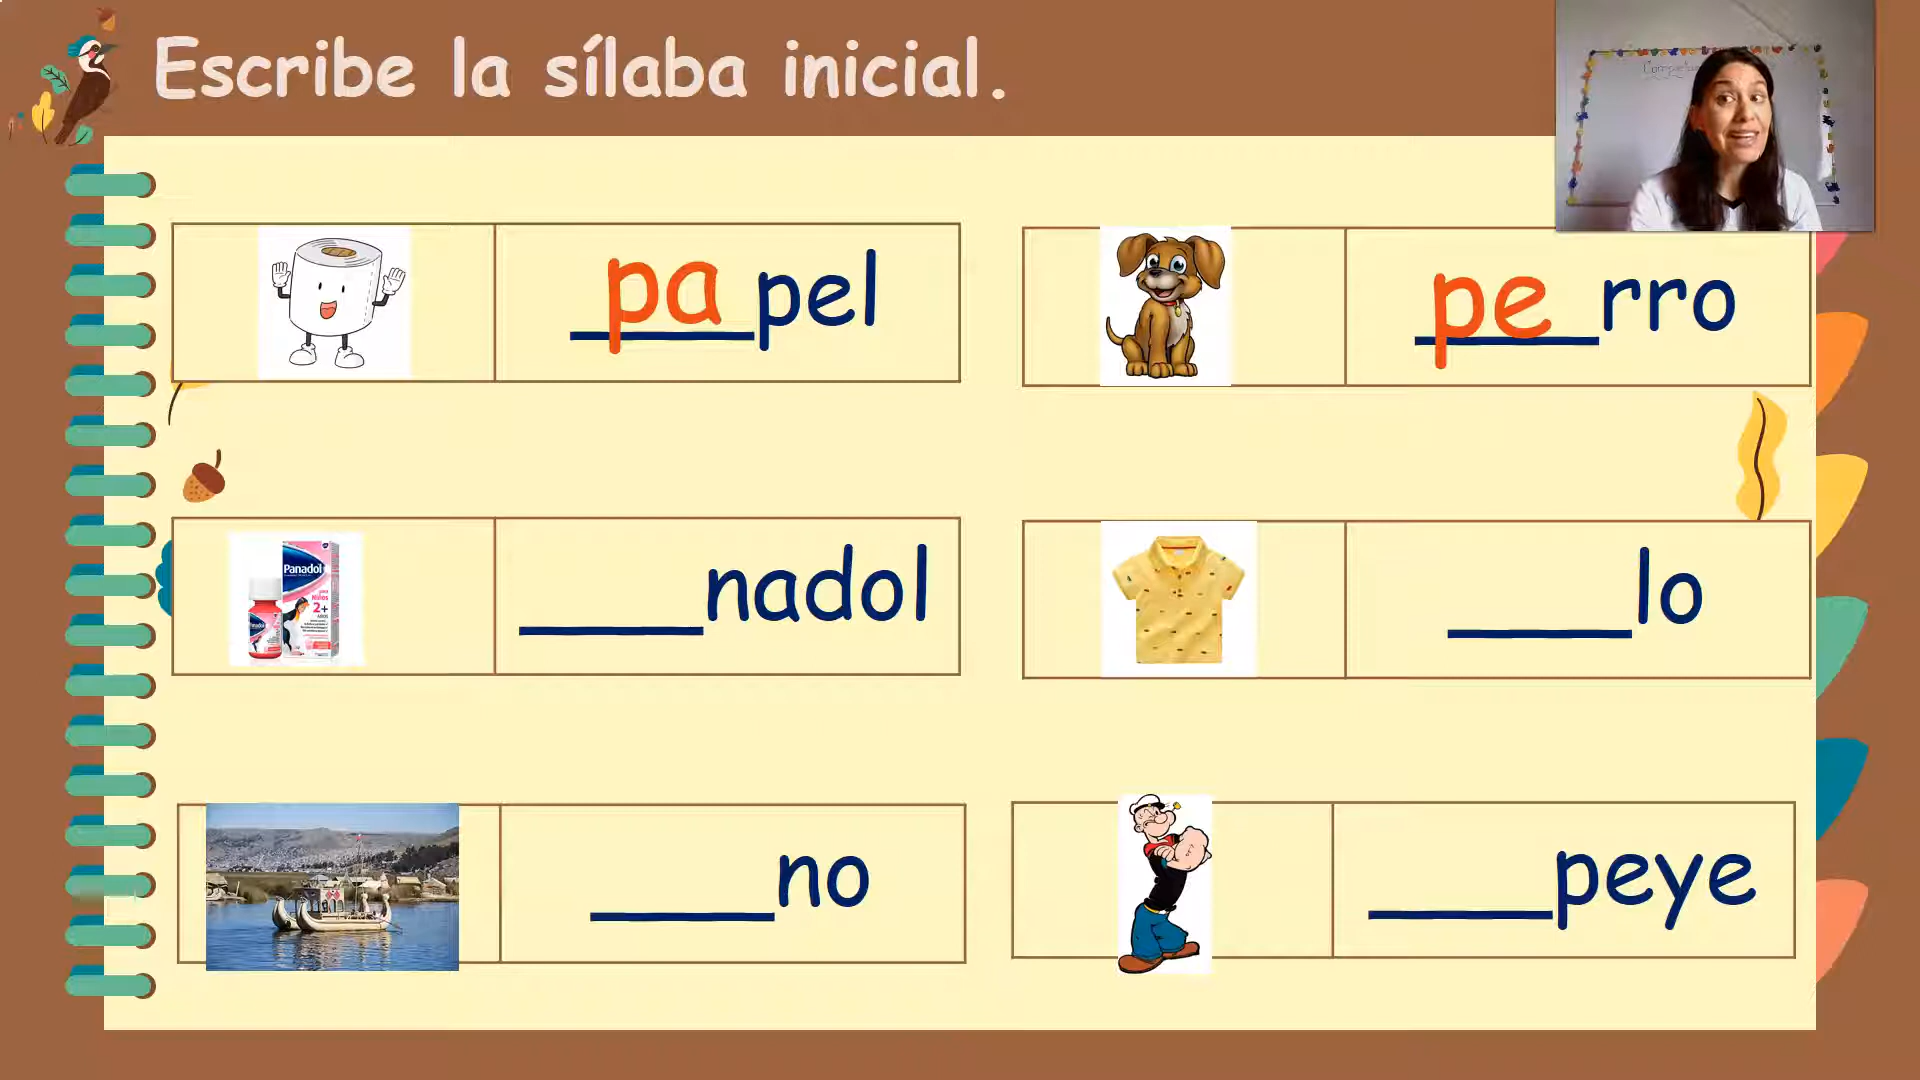 Escribe la sílaba inicial.
papel
perro
Panadol
Niños
2+
____nadol
____lo
____no
____peye